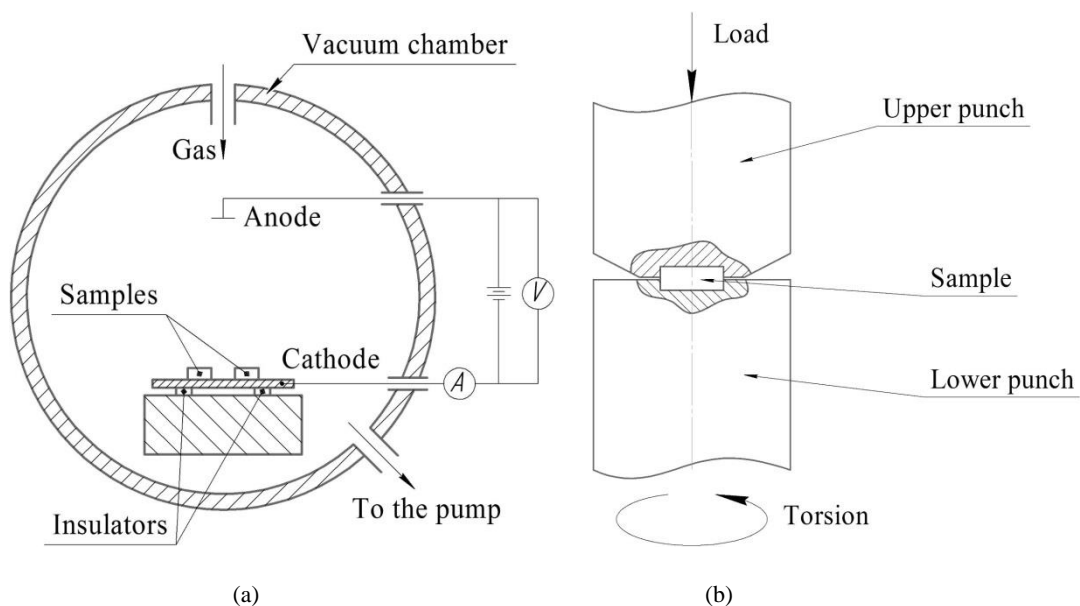 Vacuum chamber
Gas
Anode
V
Samples
Cathode
A
Insulators
To the pump
(a)
Load
Upper punch
Sample
Lower punch
Torsion
(b)